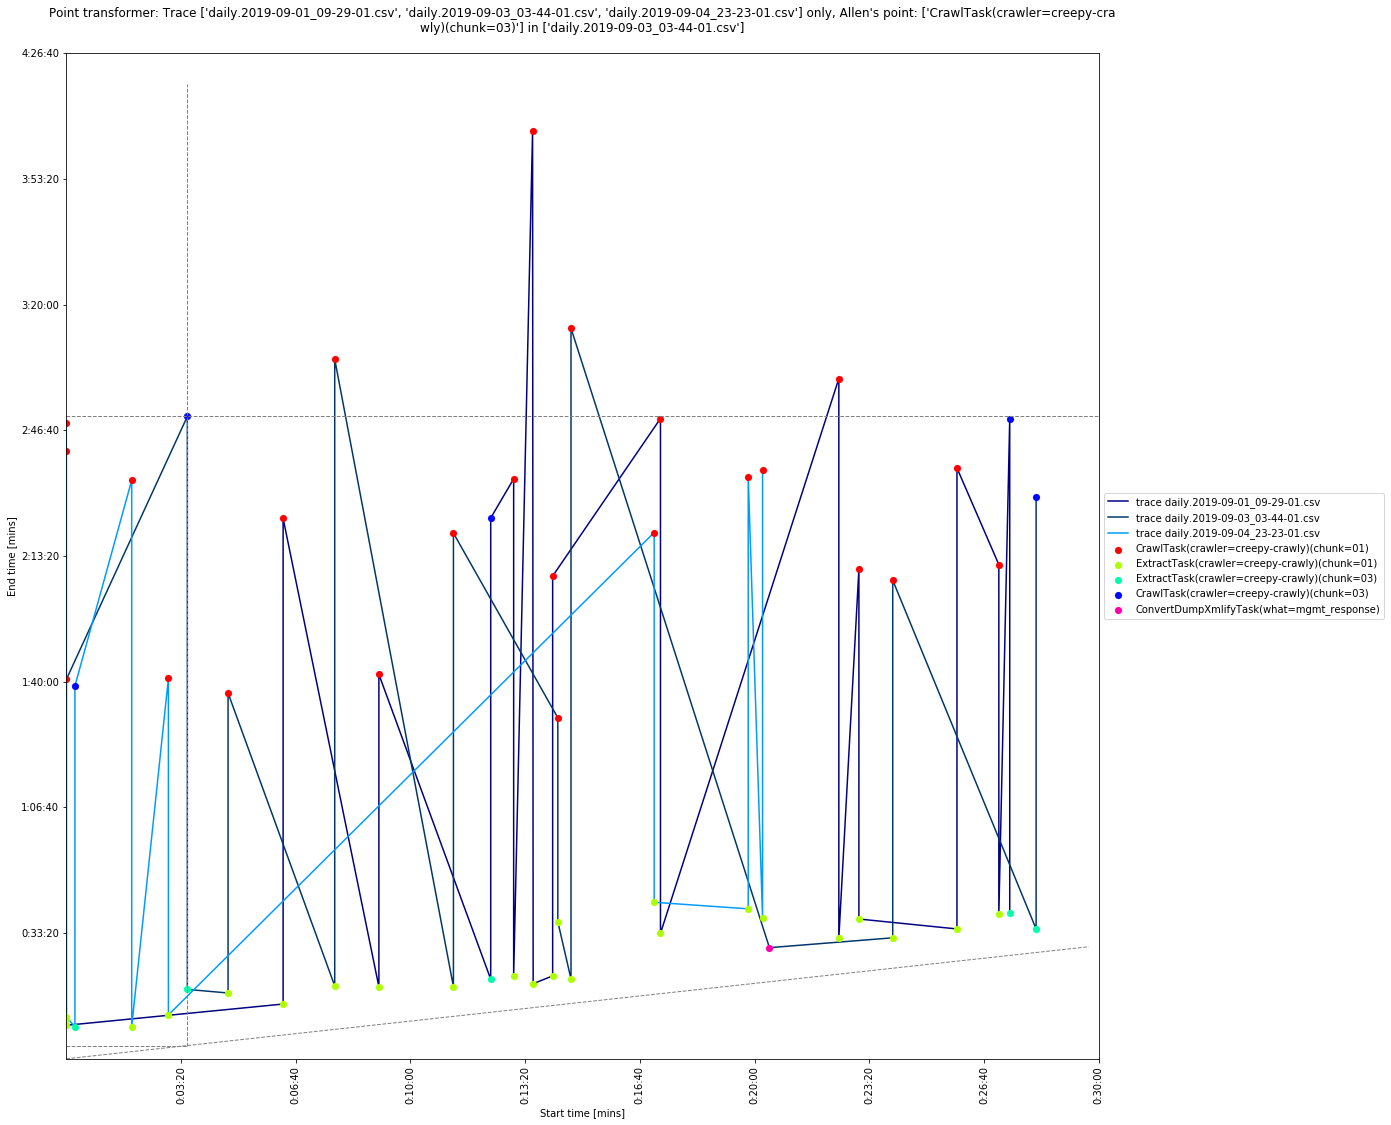 Point transformer: Trace ['daily.2019-09-01_09-29-01.csv', 'daily.2019-09-03_03-44-01.csv', 'daily.2019-09-04_23-23-01.csv'] only, Allen's point: ['CrawlTask(crawler=creepy-cra
wly)(chunk=03)'] in ['daily.2019-09-03_03-44-01.csv']
4:26:40
3:53:20
3:20:00
2:46:40
2:13:20
1:40:00
1:06:40
0:33:20
End time [mins]
trace daily.2019-09-01_09-29-01.csv
trace daily.2019-09-03_03-44-01.csv
trace daily.2019-09-04_23-23-01.csv
CrawlTask(crawler=creepy-crawly)(chunk=01)
ExtractTask(crawler=creepy-crawly)(chunk=01)
ExtractTask(crawler=creepy-crawly)(chunk=03)
CrawlTask(crawler=creepy-crawly)(chunk=03)
ConvertDumpXmlifyTask(what=mgmt_response)
0:03:20
0:06:40
0:10:00
0:13:20
0:16:40
0:20:00
0:23:20
0:26:40
0:30:00
Start time [mins]